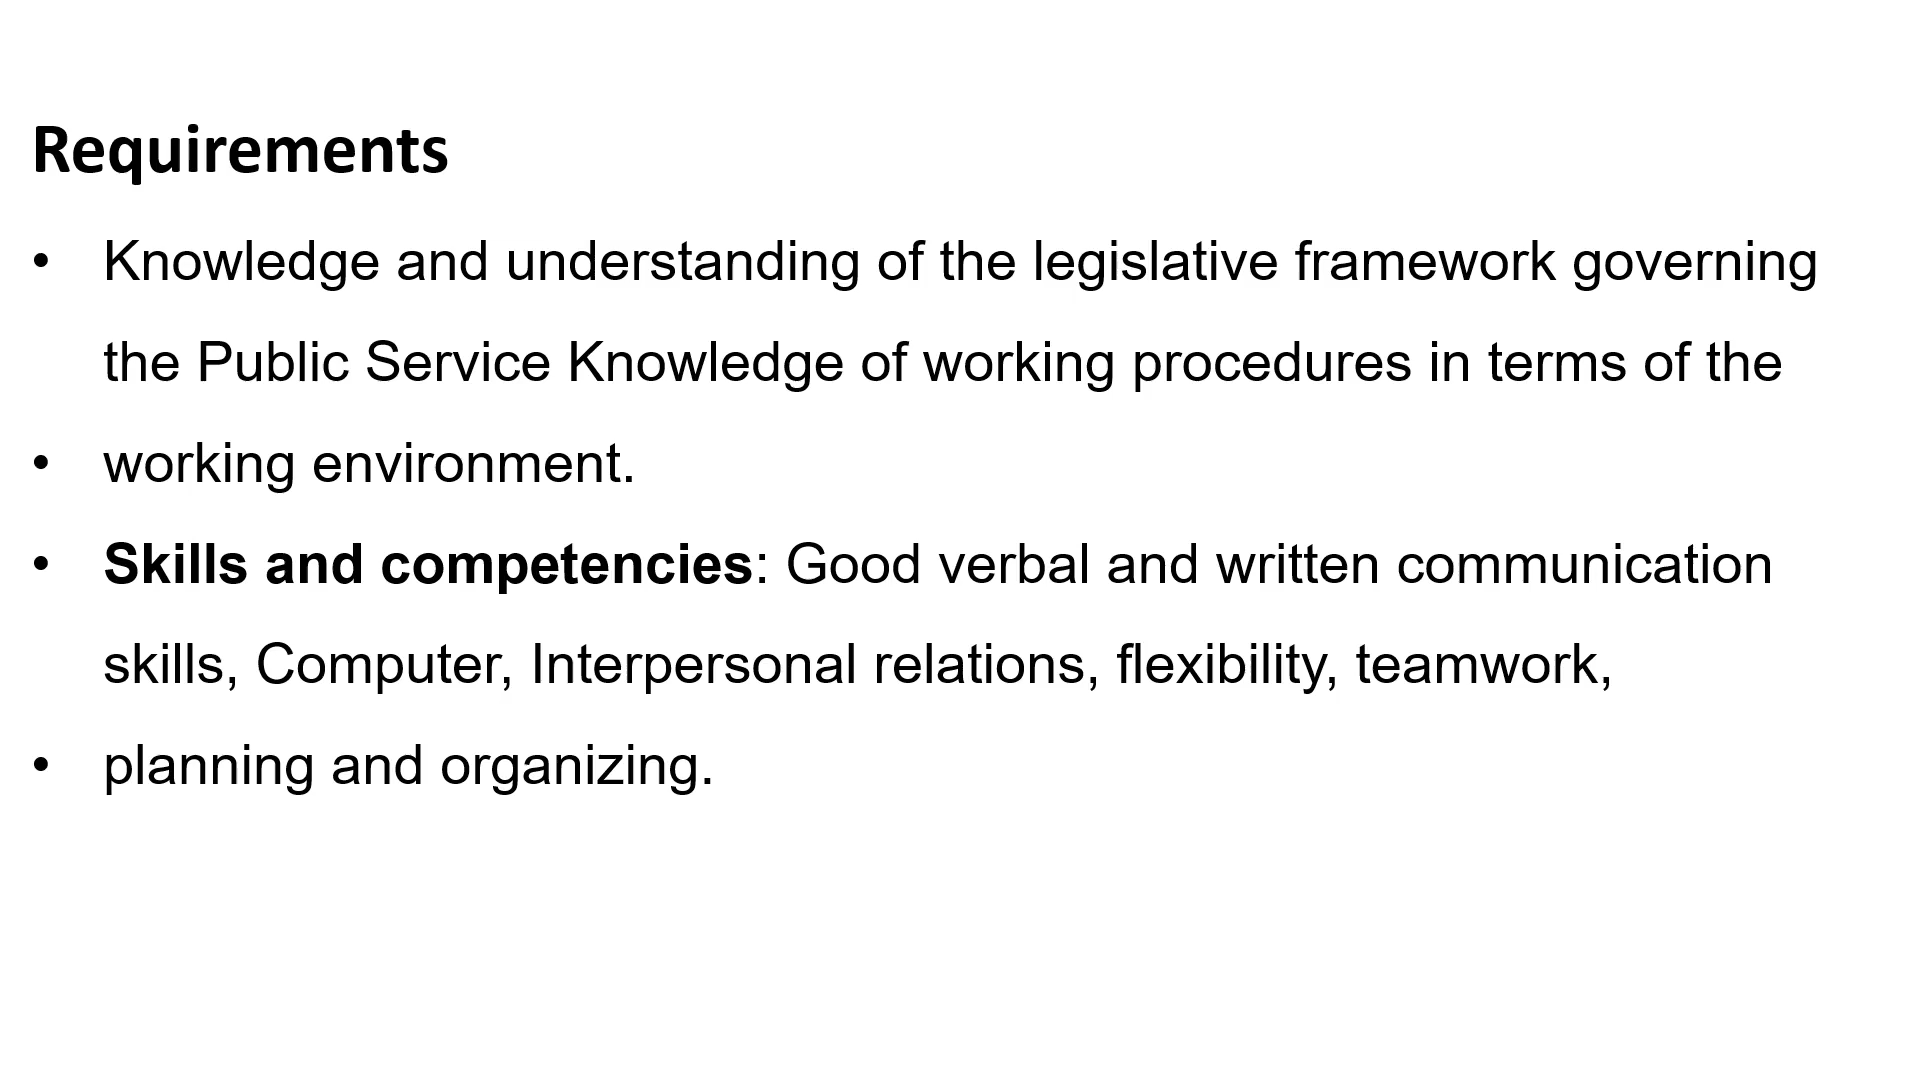 Requirements
• Knowledge and understanding of the legislative framework governing
the Public Service Knowledge of working procedures in terms of the
• working environment.
• Skills and competencies: Good verbal and written communication
skills, Computer, Interpersonal relations, flexibility, teamwork,
• planning and organizing.